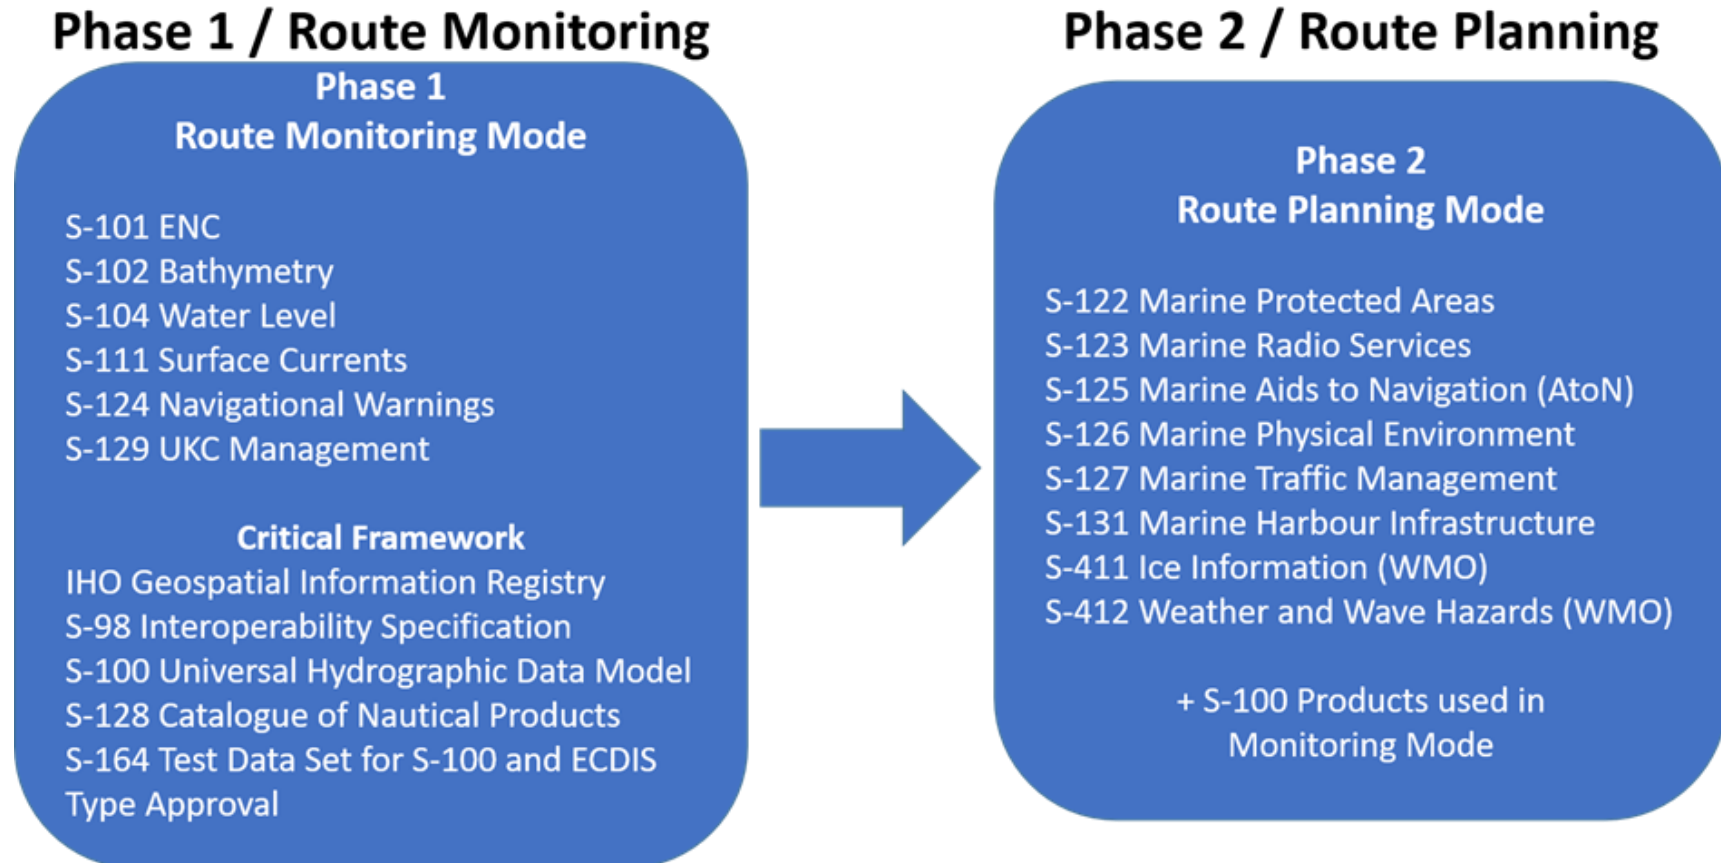 Phase 1 / Route Monitoring
Phase 1
Route Monitoring Mode
S-101 ENC
S-102 Bathymetry
S-104 Water Level
S-111 Surface Currents
S-124 Navigational Warnings
S-129 UKC Management
Critical Framework
IHO Geospatial Information Registry
S-98 Interoperability Specification
S-100 Universal Hydrographic Data Model
S-128 Catalogue of Nautical Products
S-164 Test Data Set for S-100 and ECDIS
Type Approval
Phase 2 / Route Planning
Phase 2
Route Planning Mode
S-122 Marine Protected Areas
S-123 Marine Radio Services
S-125 Marine Aids to Navigation (AtoN)
S-126 Marine Physical Environment
S-127 Marine Traffic Management
S-131 Marine Harbour Infrastructure
S-411 Ice Information (WMO)
S-412 Weather and Wave Hazards (WMO)
+ S-100 Products used in
Monitoring Mode